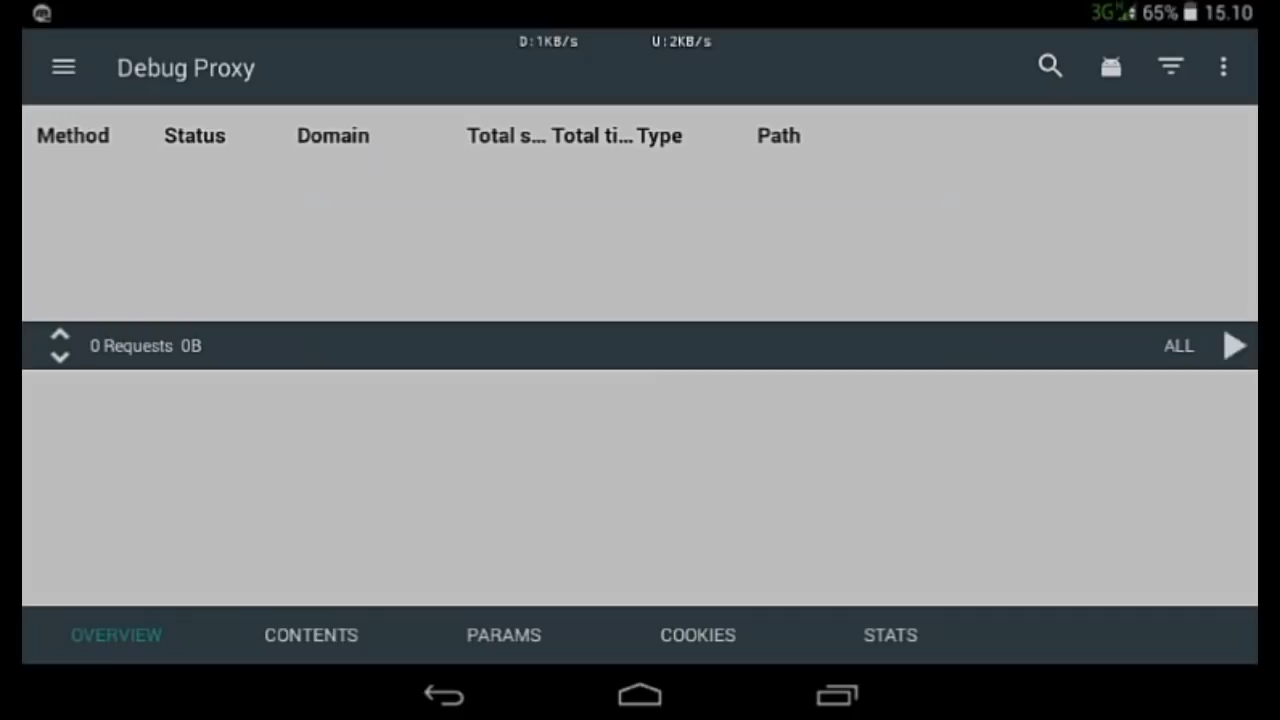 3G 65% 15.10
D:1KB/s U:2KB/s
Debug Proxy
Method Status Domain Total s... Total ti... Type Path
0 Requests 0B ALL
OVERVIEW CONTENTS PARAMS COOKIES STATS